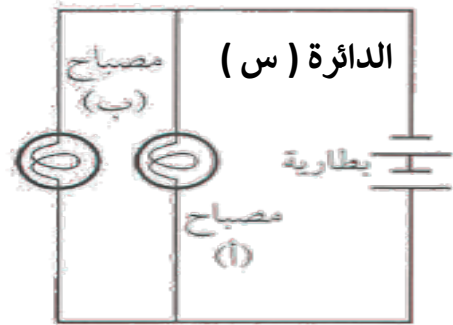 الدائرة ( س )
مصباح
(ب)
بطارية
مصباح
(أ)